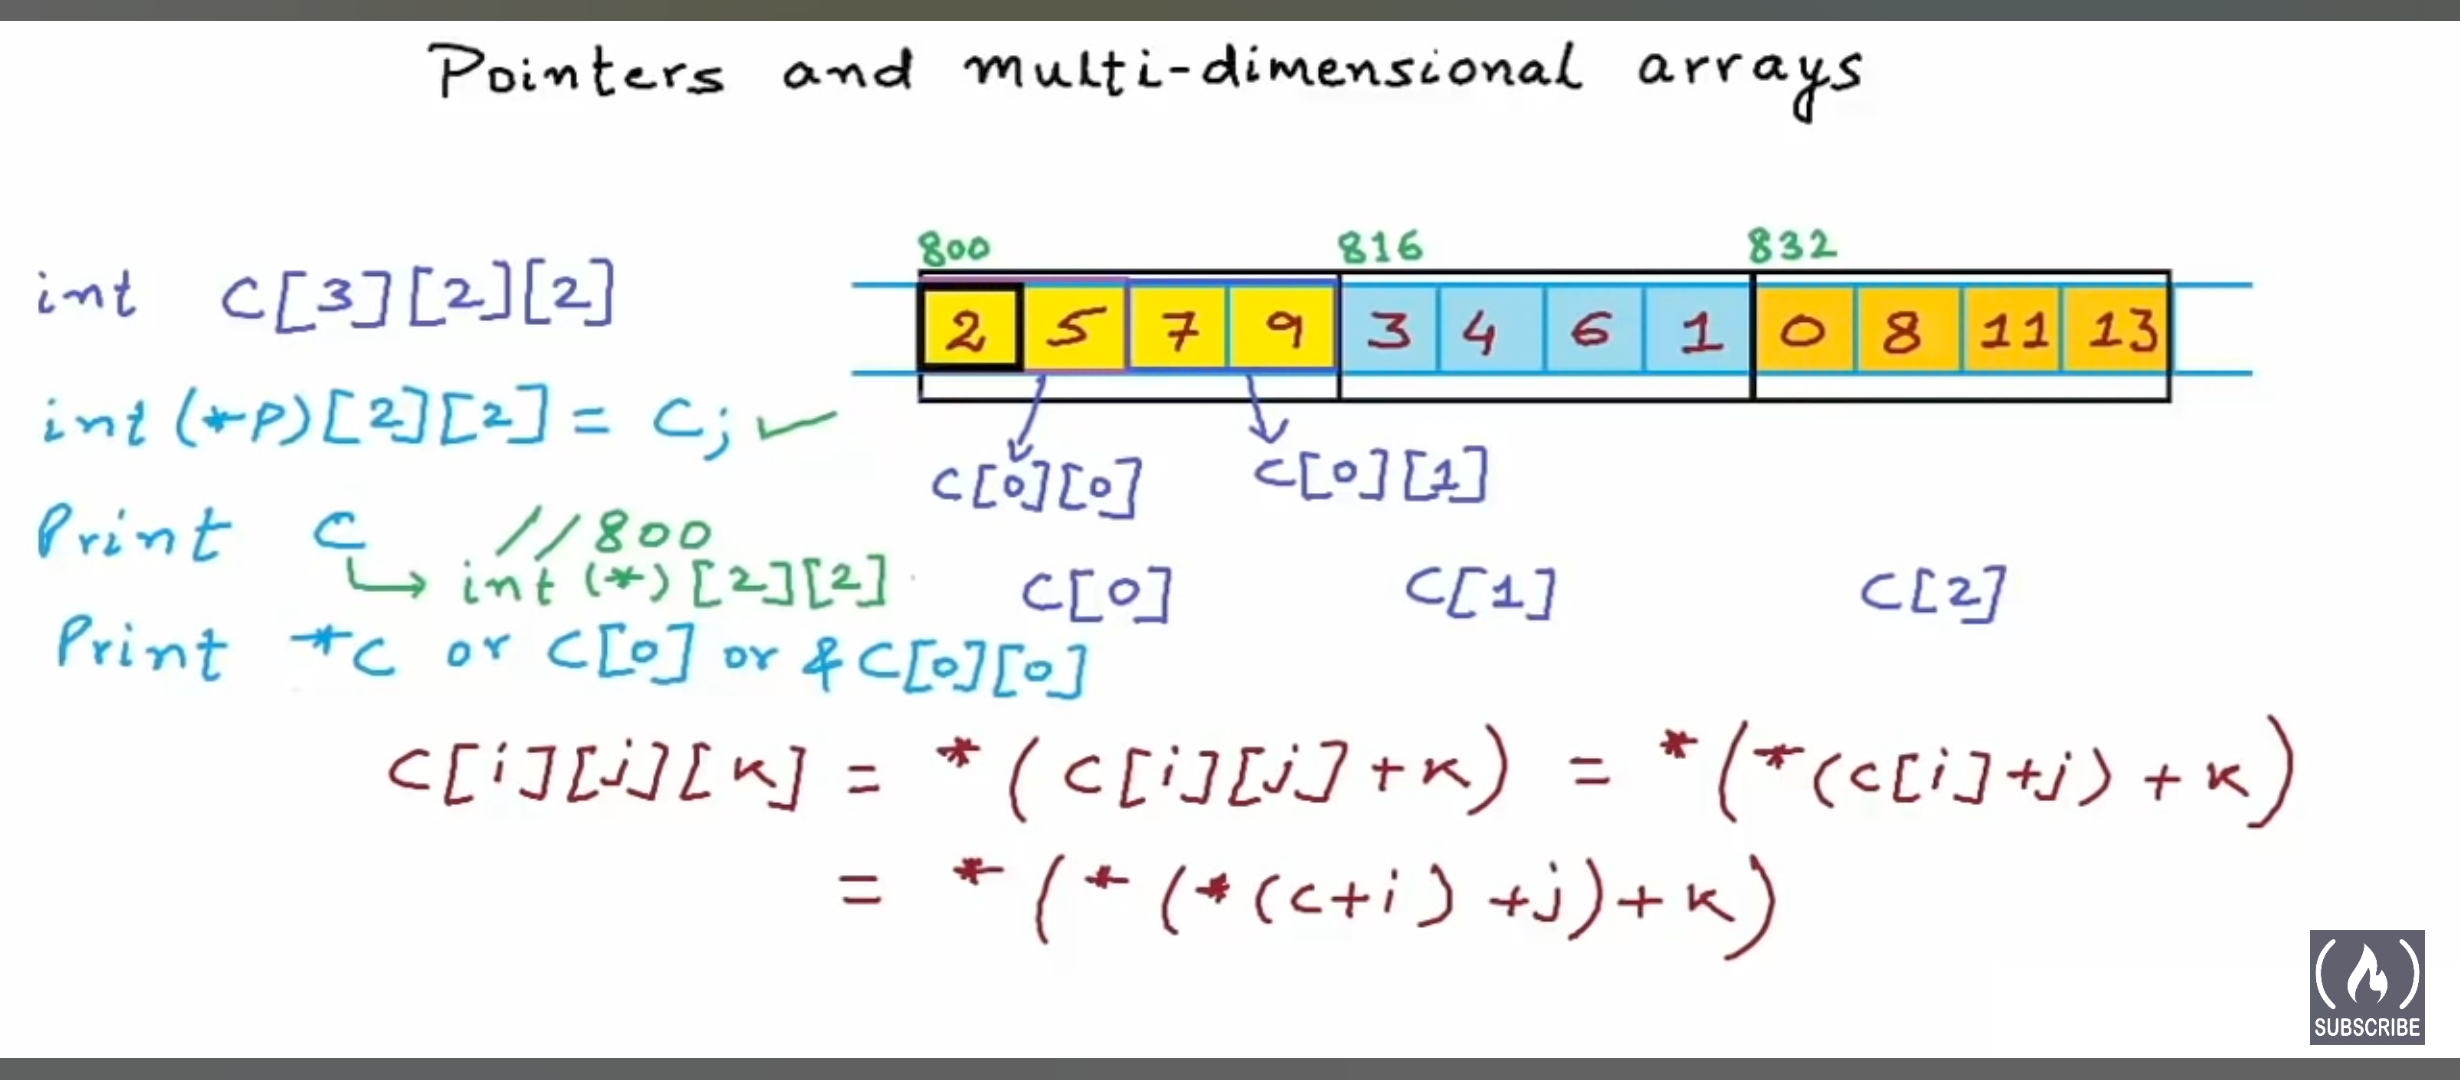 Pointers and multi-dimensional arrays
800 816 832
int C[3][2][2]
2 5 7 9 3 4 6 1 0 8 11 13
int (*P)[2][2] = C; ✓
C[0][0] C[0][1]
Print C //800
↳ int (*) [2][2]
C[0] C[1] C[2]
Print *C or C[0] or &C[0][0]
C[i][j][k] = *(C[i][j]+k) = *(*(C[i]+j)+k)
= *(*(*(C+i)+j)+k)
SUBSCRIBE